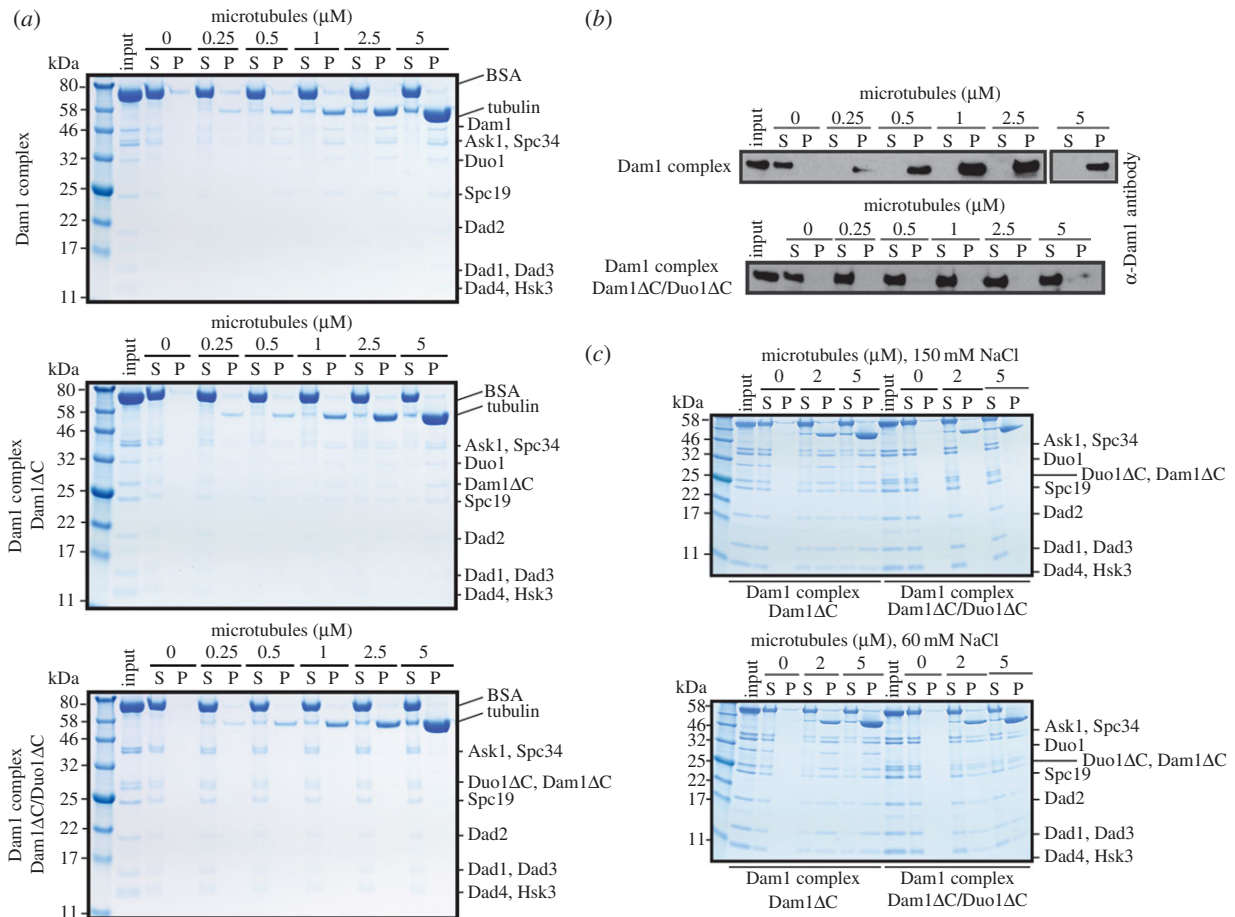 (a)
microtubules (µM)
input 0 0.25 0.5 1 2.5 5
kDa S P S P S P S P S P S P
80
58
46
32
25
22
17
11
BSA
tubulin
Dam1
Ask1, Spc34
Duo1
Spc19
Dad2
Dad1, Dad3
Dad4, Hsk3
Dam1 complex
microtubules (µM)
input 0 0.25 0.5 1 2.5 5
kDa S P S P S P S P S P S P
80
58
46
32
25
22
17
11
BSA
tubulin
Ask1, Spc34
Duo1
Dam1ΔC
Spc19
Dad2
Dad1, Dad3
Dad4, Hsk3
Dam1 complex
Dam1ΔC
microtubules (µM)
input 0 0.25 0.5 1 2.5 5
kDa S P S P S P S P S P S P
80
58
46
32
25
22
17
11
BSA
tubulin
Ask1, Spc34
Duo1ΔC, Dam1ΔC
Spc19
Dad2
Dad1, Dad3
Dad4, Hsk3
Dam1 complex
Dam1ΔC/Duo1ΔC
(b)
microtubules (µM)
input 0 0.25 0.5 1 2.5 5
S P S P S P S P S P S P
Dam1 complex
microtubules (µM)
input 0 0.25 0.5 1 2.5 5
S P S P S P S P S P S P
Dam1 complex
Dam1ΔC/Duo1ΔC
α-Dam1 antibody
(c)
microtubules (µM), 150 mM NaCl
input 0 2 5 input 0 2 5
kDa S P S P S P S P S P S P
58
46
32
25
22
17
11
Ask1, Spc34
Duo1
Duo1ΔC, Dam1ΔC
Spc19
Dad2
Dad1, Dad3
Dad4, Hsk3
Dam1 complex
Dam1ΔC
Dam1 complex
Dam1ΔC/Duo1ΔC
microtubules (µM), 60 mM NaCl
input 0 2 5 input 0 2 5
kDa S P S P S P S P S P S P
58
46
32
25
22
17
11
Ask1, Spc34
Duo1
Duo1ΔC, Dam1ΔC
Spc19
Dad2
Dad1, Dad3
Dad4, Hsk3
Dam1 complex
Dam1ΔC
Dam1 complex
Dam1ΔC/Duo1ΔC